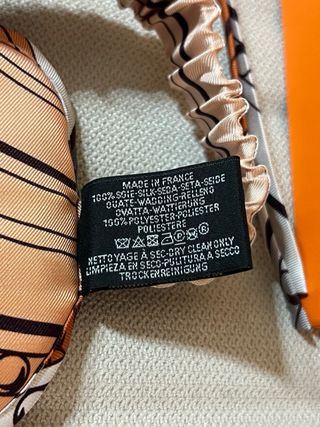 MADE IN FRANCE
100% SOIE-SILK-SEDA-SETA-SEIDE
OUATE-WADDING-RELLENO
OVATTA-WATTIERUNG
100% POLYESTER-POLIESTER
POLIESTERE
NETTOYAGE À SEC-DRY CLEAN ONLY
LIMPIEZA EN SECO-PULITURA A SECCO
TROCKENREINIGUNG